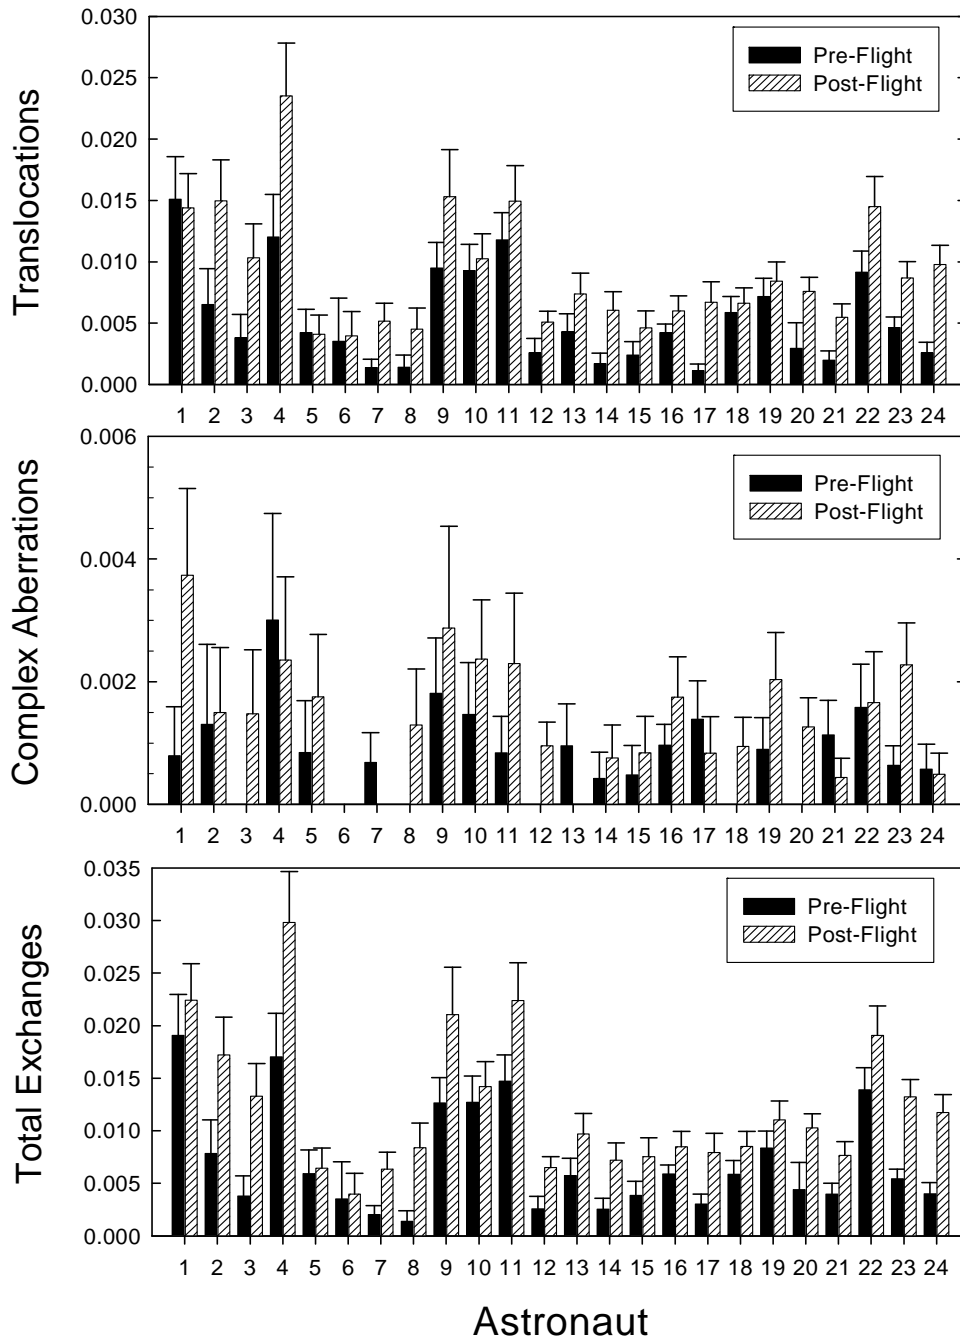 Translocations
0.030
0.025
0.020
0.015
0.010
0.005
0.000
Pre-Flight
Post-Flight
1 2 3 4 5 6 7 8 9 10 11 12 13 14 15 16 17 18 19 20 21 22 23 24
Complex Aberrations
0.006
0.004
0.002
0.000
Pre-Flight
Post-Flight
1 2 3 4 5 6 7 8 9 10 11 12 13 14 15 16 17 18 19 20 21 22 23 24
Total Exchanges
0.035
0.030
0.025
0.020
0.015
0.010
0.005
0.000
Pre-Flight
Post-Flight
1 2 3 4 5 6 7 8 9 10 11 12 13 14 15 16 17 18 19 20 21 22 23 24
Astronaut